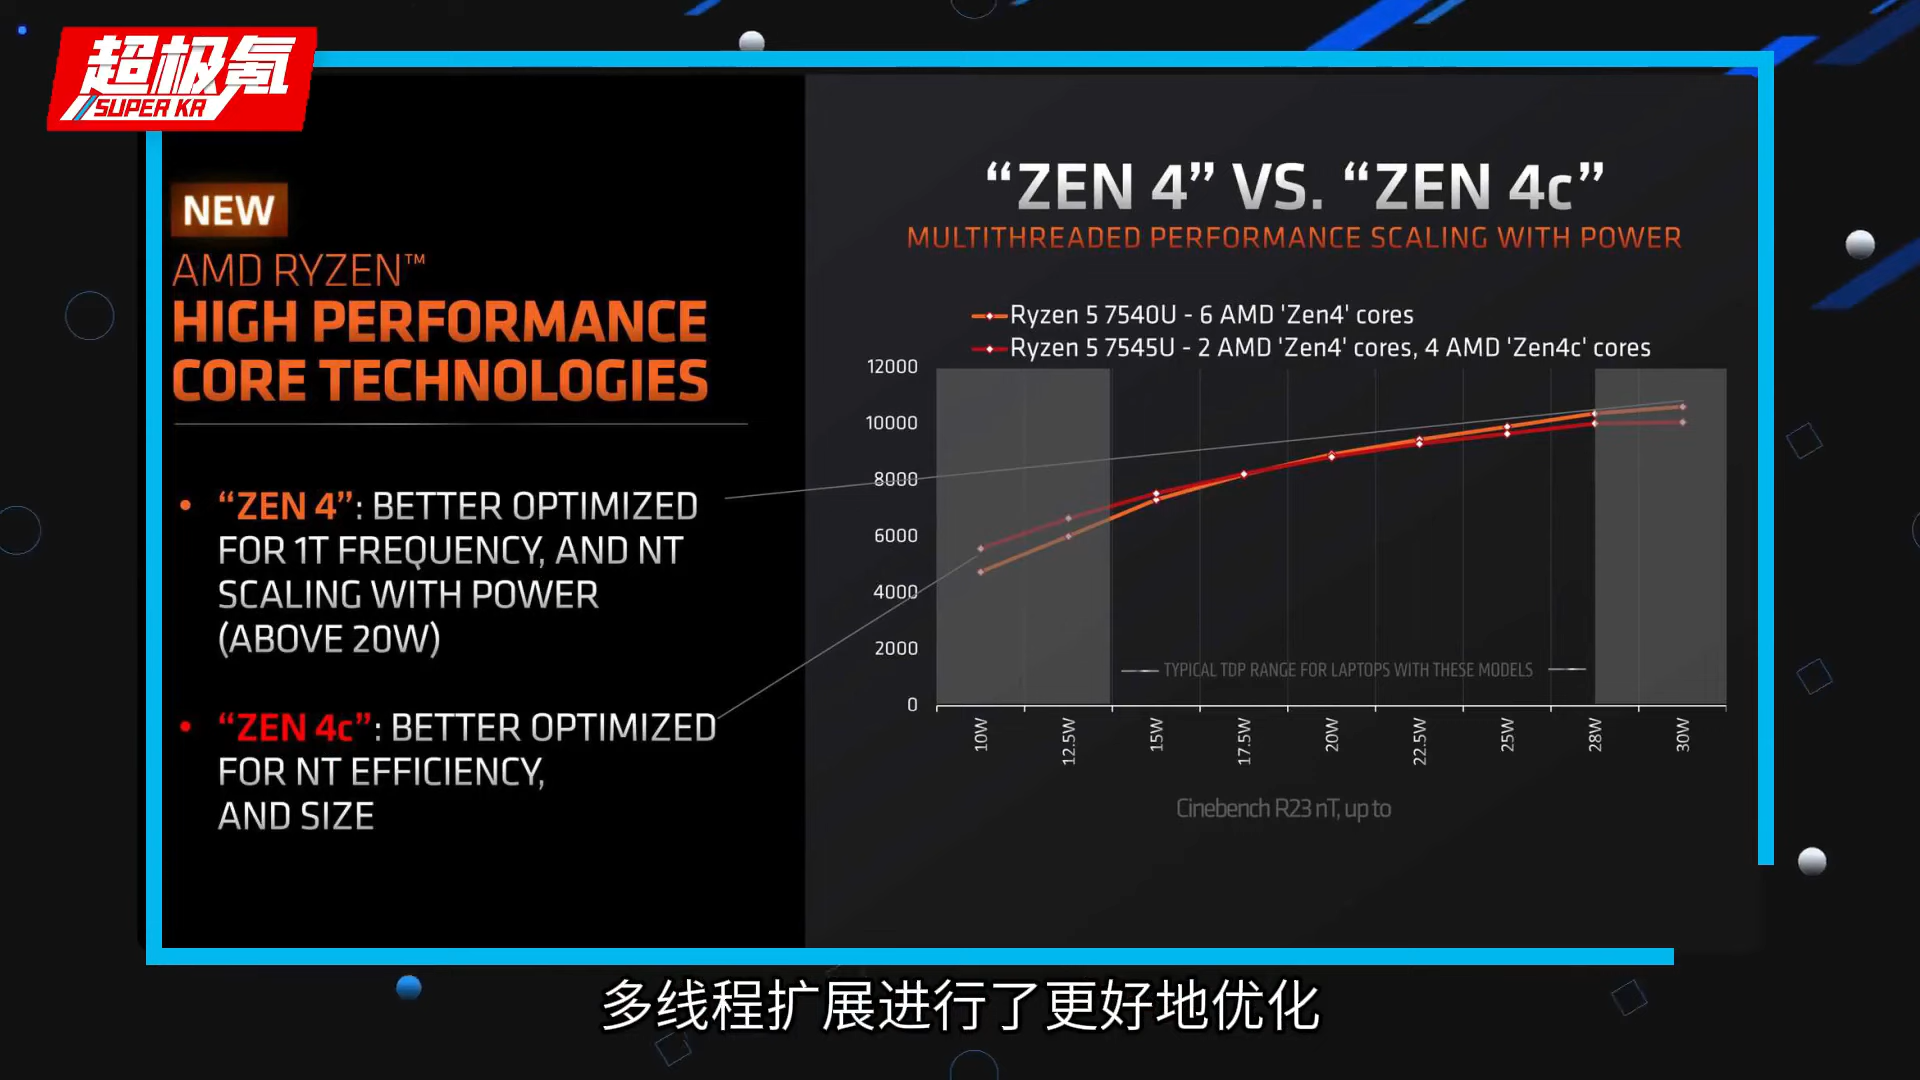 超极氪
SUPER KR
NEW
AMD RYZEN™
HIGH PERFORMANCE
CORE TECHNOLOGIES
• “ZEN 4”: BETTER OPTIMIZED
FOR 1T FREQUENCY, AND NT
SCALING WITH POWER
(ABOVE 20W)
• “ZEN 4c”: BETTER OPTIMIZED
FOR NT EFFICIENCY,
AND SIZE
“ZEN 4” VS. “ZEN 4c”
MULTITHREADED PERFORMANCE SCALING WITH POWER
Ryzen 5 7540U - 6 AMD 'Zen4' cores
Ryzen 5 7545U - 2 AMD 'Zen4' cores, 4 AMD 'Zen4c' cores
12000
10000
8000
6000
4000
2000
0
TYPICAL TDP RANGE FOR LAPTOPS WITH THESE MODELS
10W
12.5W
15W
17.5W
20W
22.5W
25W
28W
30W
Cinebench R23 nT, up to
多线程扩展进行了更好地优化